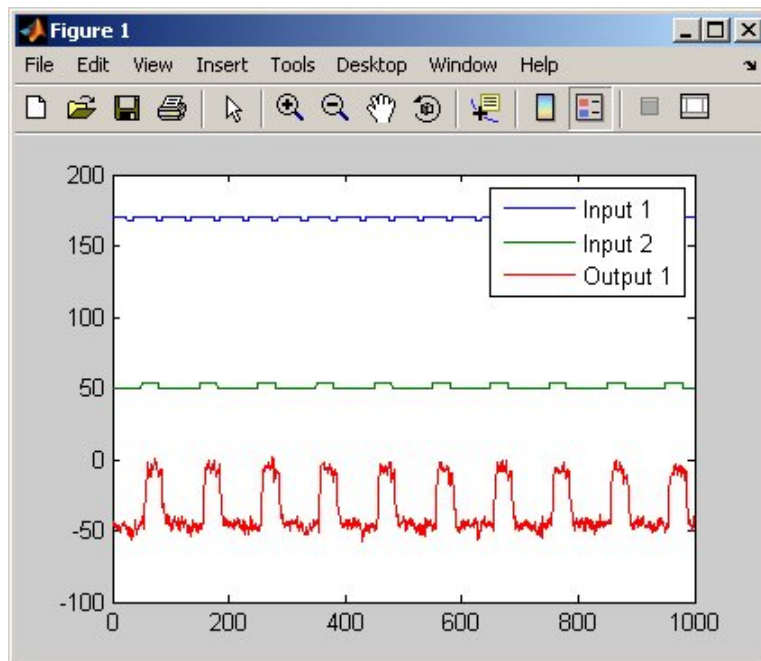 Figure 1
File Edit View Insert Tools Desktop Window Help
200
150
100
50
0
-50
-100
0 200 400 600 800 1000
Input 1
Input 2
Output 1